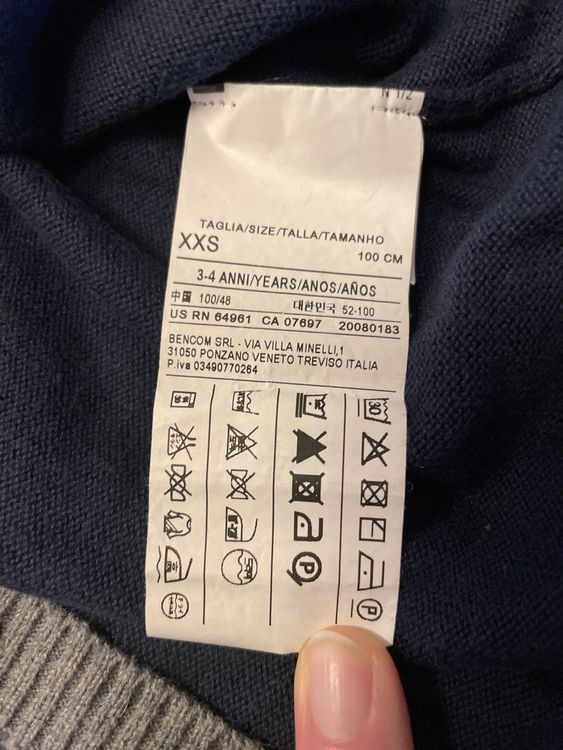 N 1/2
TAGLIA/SIZE/TALLA/TAMANHO
XXS
100 CM
3-4 ANNI/YEARS/ANOS/AÑOS
中国 100/48 대한민국 52-100
US RN 64961 CA 07697 20080183
BENCOM SRL - VIA VILLA MINELLI,1
31050 PONZANO VENETO TREVISO ITALIA
P.iva 03490770264
30
P
P